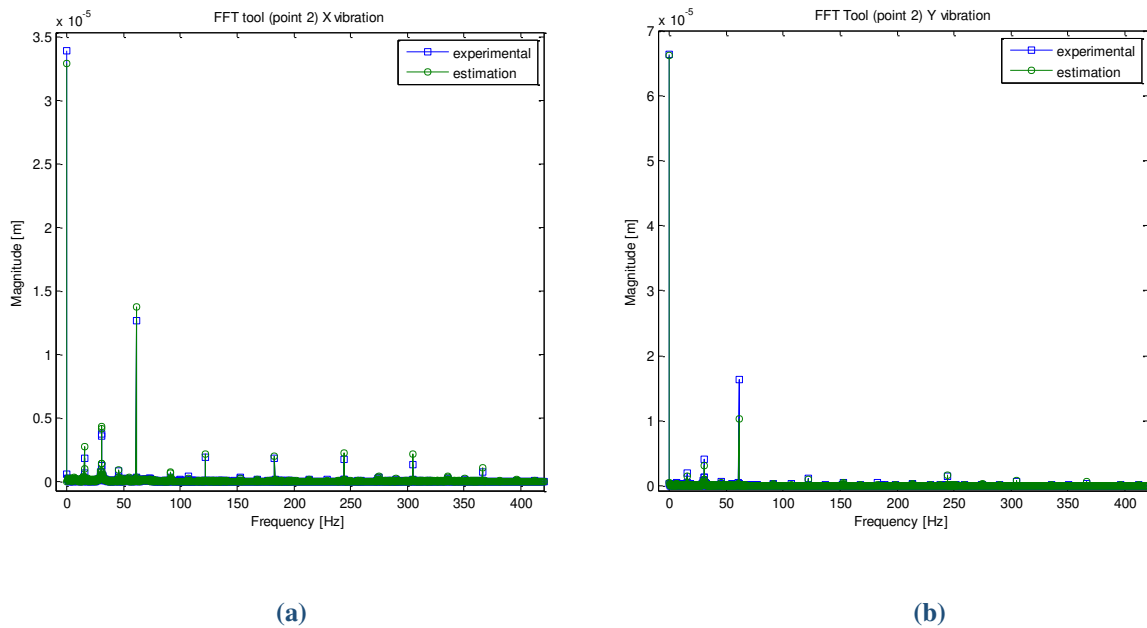 FFT tool (point 2) X vibration
x 10-5
3.5
3
2.5
2
1.5
1
0.5
0
0 50 100 150 200 250 300 350 400
Magnitude [m]
Frequency [Hz]
experimental
estimation
(a)
FFT Tool (point 2) Y vibration
x 10-5
7
6
5
4
3
2
1
0
0 50 100 150 200 250 300 350 400
Magnitude [m]
Frequency [Hz]
experimental
estimation
(b)